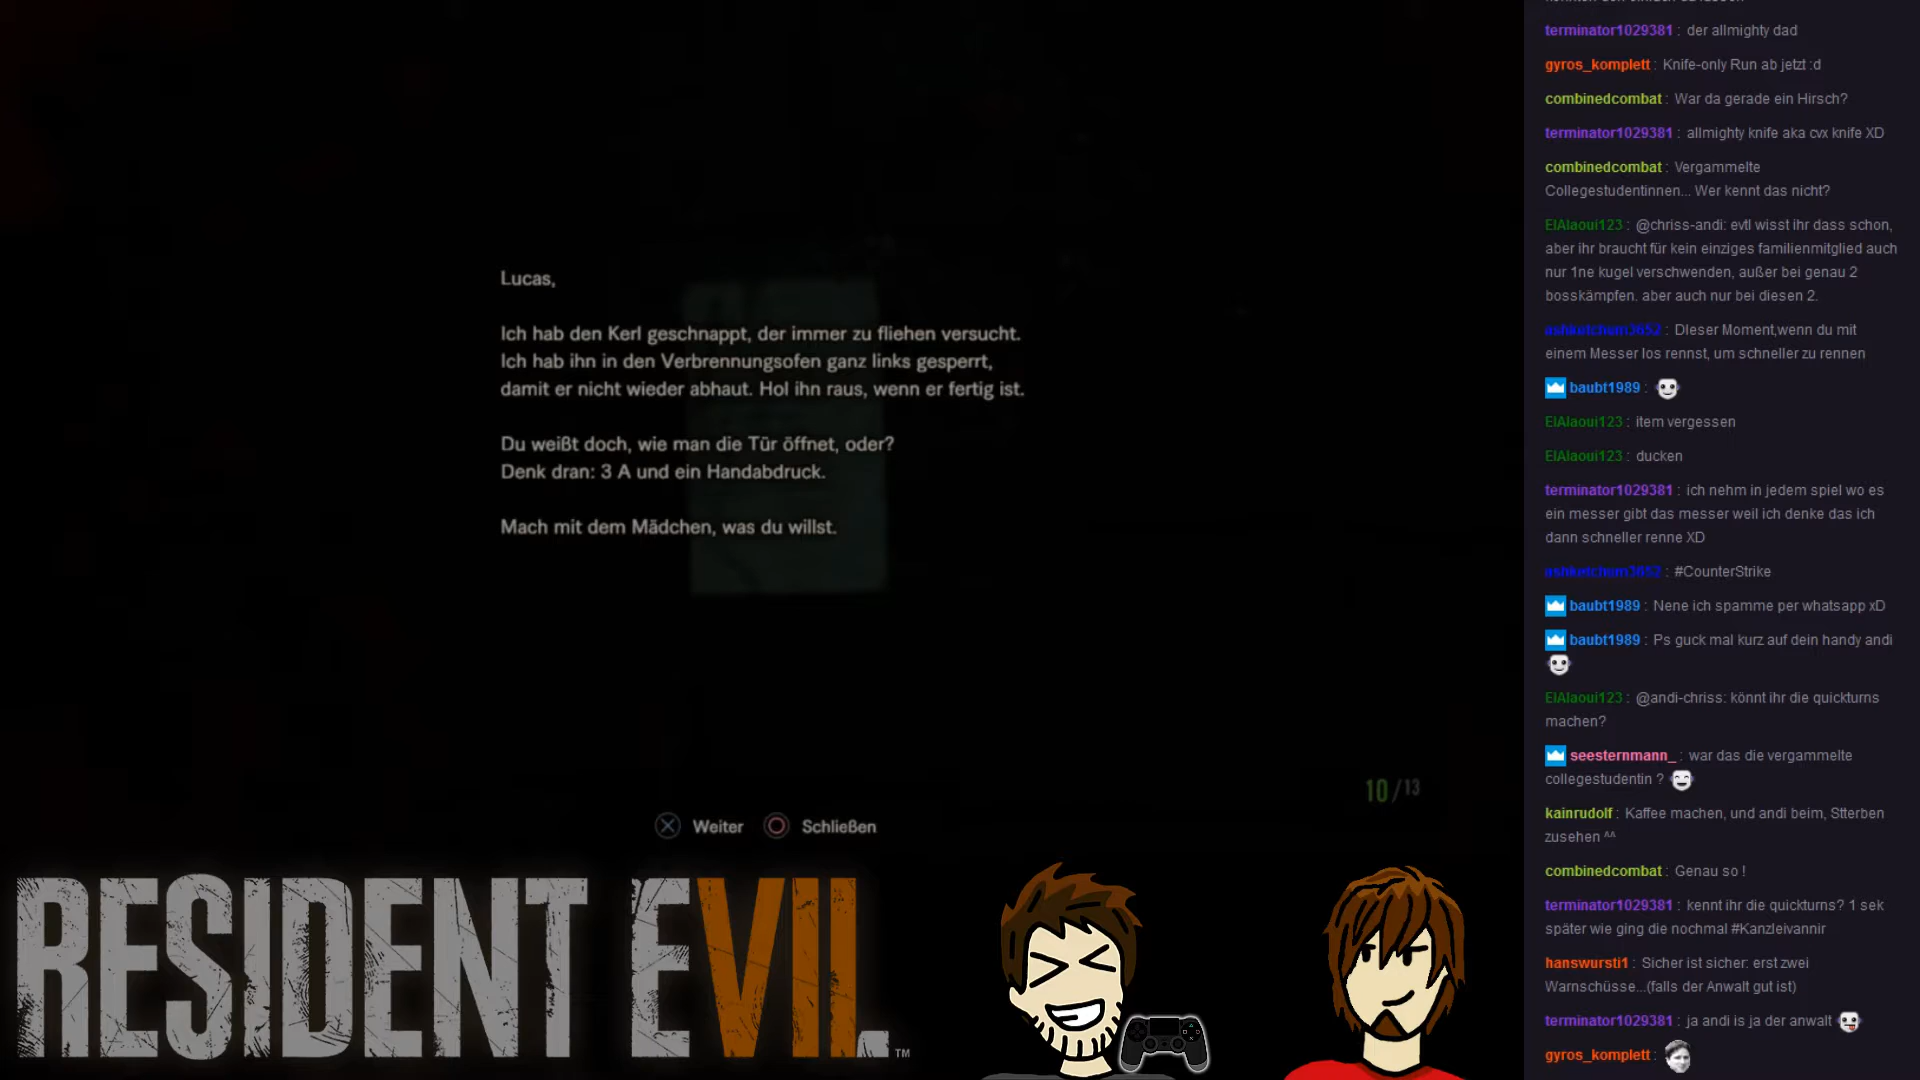 Lucas,
Ich hab den Kerl geschnappt, der immer zu fliehen versucht.
Ich hab ihn in den Verbrennungsofen ganz links gesperrt,
damit er nicht wieder abhaut. Hol ihn raus, wenn er fertig ist.
Du weißt doch, wie man die Tür öffnet, oder?
Denk dran: 3 A und ein Handabdruck.
Mach mit dem Mädchen, was du willst.
10/13
Weiter Schließen
RESIDENT EVII. TM
terminator1029381 : der allmighty dad
gyros_komplett : Knife-only Run ab jetzt :d
combinedcombat : War da gerade ein Hirsch?
terminator1029381 : allmighty knife aka cvx knife XD
combinedcombat : Vergammelte
Collegestudentinnen... Wer kennt das nicht?
ElAlaoui123 : @chriss-andi: evtl wisst ihr dass schon,
aber ihr braucht für kein einziges familienmitglied auch
nur 1ne kugel verschwenden, außer bei genau 2
bosskämpfen. aber auch nur bei diesen 2.
ashketchum3652 : DIeser Moment,wenn du mit
einem Messer los rennst, um schneller zu rennen
baubt1989 :
ElAlaoui123 : item vergessen
ElAlaoui123 : ducken
terminator1029381 : ich nehm in jedem spiel wo es
ein messer gibt das messer weil ich denke das ich
dann schneller renne XD
ashketchum3652 : #CounterStrike
baubt1989 : Nene ich spamme per whatsapp xD
baubt1989 : Ps guck mal kurz auf dein handy andi
ElAlaoui123 : @andi-chriss: könnt ihr die quickturns
machen?
seesternmann_ : war das die vergammelte
collegestudentin ?
kainrudolf : Kaffee machen, und andi beim, Stterben
zusehen ^^
combinedcombat : Genau so !
terminator1029381 : kennt ihr die quickturns? 1 sek
später wie ging die nochmal #Kanzleivannir
hanswursti1 : Sicher ist sicher: erst zwei
Warnschüsse...(falls der Anwalt gut ist)
terminator1029381 : ja andi is ja der anwalt
gyros_komplett :